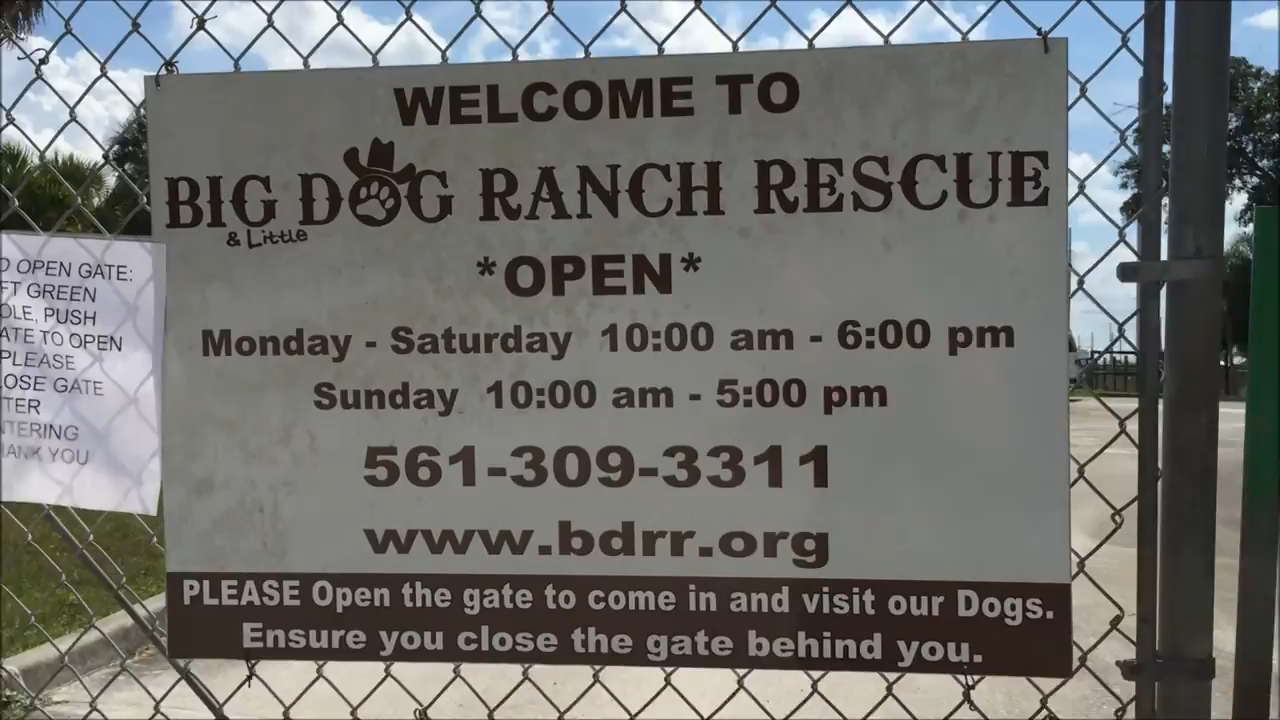 WELCOME TO
BIG DOG RANCH RESCUE
& Little
*OPEN*
Monday - Saturday 10:00 am - 6:00 pm
Sunday 10:00 am - 5:00 pm
561-309-3311
www.bdrr.org
PLEASE Open the gate to come in and visit our Dogs.
Ensure you close the gate behind you.
OPEN GATE:
GREEN
PUSH
TO OPEN
PLEASE
GATE
YOU